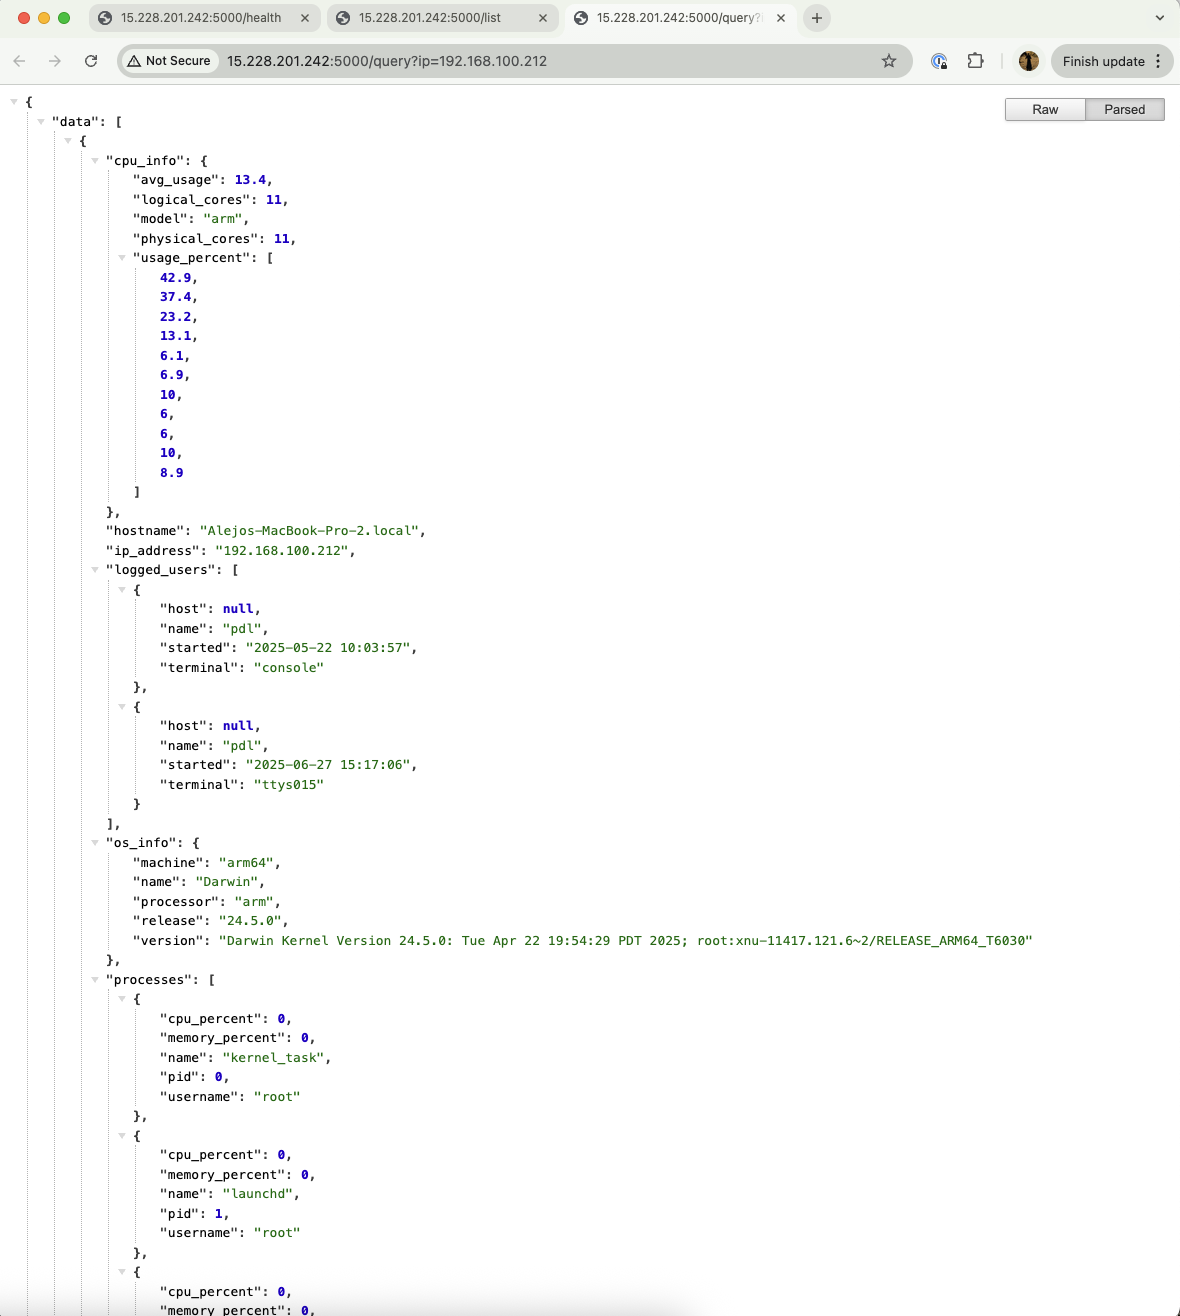 15.228.201.242:5000/health
15.228.201.242:5000/list
15.228.201.242:5000/query?
Not Secure
15.228.201.242:5000/query?ip=192.168.100.212
Finish update
Raw
Parsed
{
"data": [
{
"cpu_info": {
"avg_usage": 13.4,
"logical_cores": 11,
"model": "arm",
"physical_cores": 11,
"usage_percent": [
42.9,
37.4,
23.2,
13.1,
6.1,
6.9,
10,
6,
6,
10,
8.9
]
},
"hostname": "Alejos-MacBook-Pro-2.local",
"ip_address": "192.168.100.212",
"logged_users": [
{
"host": null,
"name": "pdl",
"started": "2025-05-22 10:03:57",
"terminal": "console"
},
{
"host": null,
"name": "pdl",
"started": "2025-06-27 15:17:06",
"terminal": "ttys015"
}
],
"os_info": {
"machine": "arm64",
"name": "Darwin",
"processor": "arm",
"release": "24.5.0",
"version": "Darwin Kernel Version 24.5.0: Tue Apr 22 19:54:29 PDT 2025; root:xnu-11417.121.6~2/RELEASE_ARM64_T6030"
},
"processes": [
{
"cpu_percent": 0,
"memory_percent": 0,
"name": "kernel_task",
"pid": 0,
"username": "root"
},
{
"cpu_percent": 0,
"memory_percent": 0,
"name": "launchd",
"pid": 1,
"username": "root"
},
{
"cpu_percent": 0,
"memory_percent": 0,